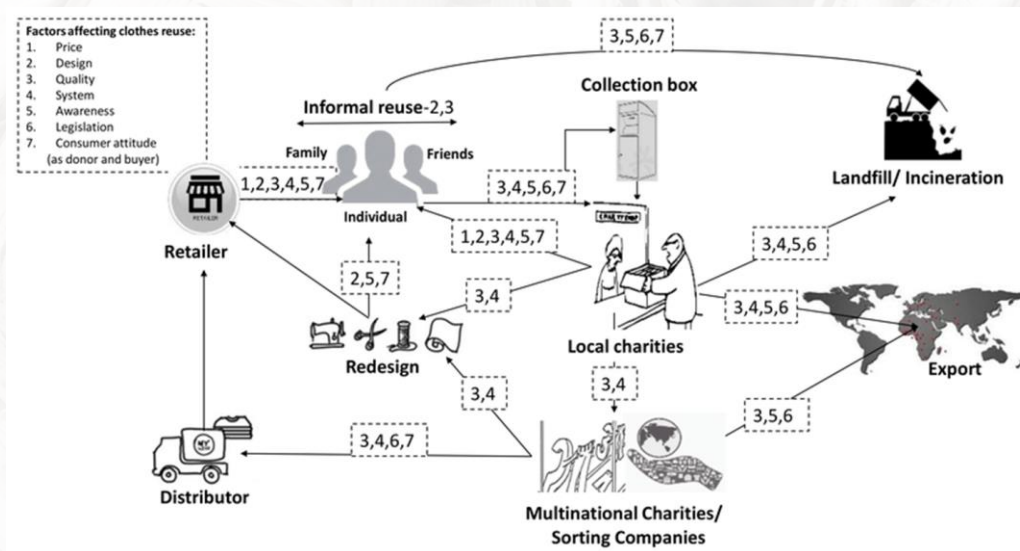 Factors affecting clothes reuse:
1. Price
2. Design
3. Quality
4. System
5. Awareness
6. Legislation
7. Consumer attitude
(as donor and buyer)
3,5,6,7
Collection box
Informal reuse-2,3
Family
Friends
Landfill/ Incineration
1,2,3,4,5,7
3,4,5,6,7
Individual
RETAILER
Retailer
1,2,3,4,5,7
3,4,5,6
2,5,7
3,4
3,4,5,6
Redesign
Local charities
Export
3,4
3,4
3,5,6
3,4,6,7
Distributor
Multinational Charities/
Sorting Companies